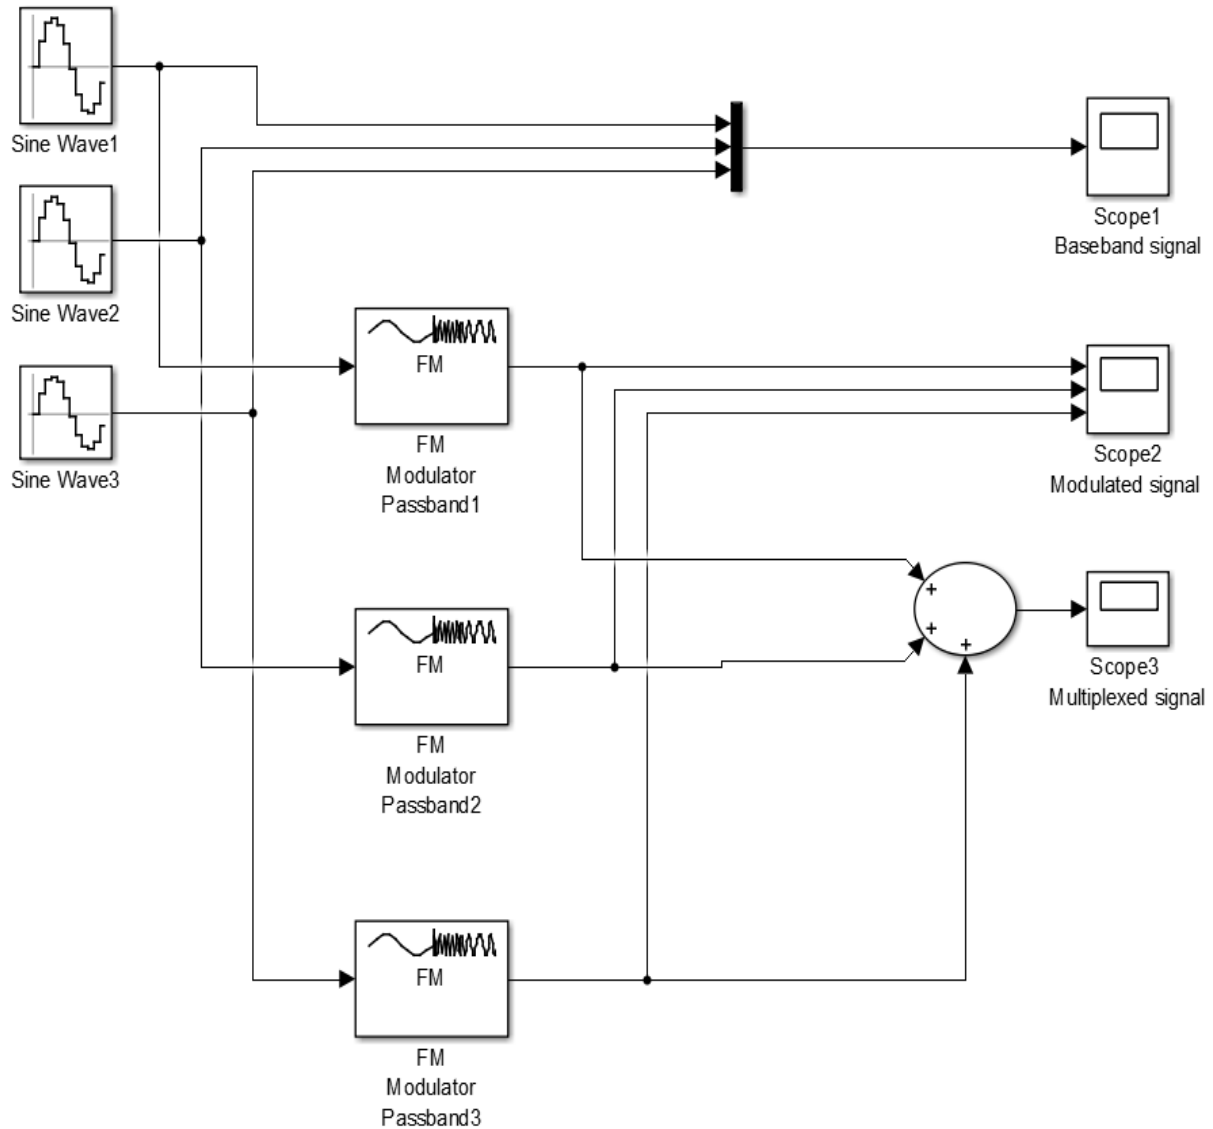 Sine Wave1
Sine Wave2
Sine Wave3
Scope1
Baseband signal
FM
FM
Modulator
Passband1
Scope2
Modulated signal
+
+
+
Scope3
Multiplexed signal
FM
FM
Modulator
Passband2
FM
FM
Modulator
Passband3